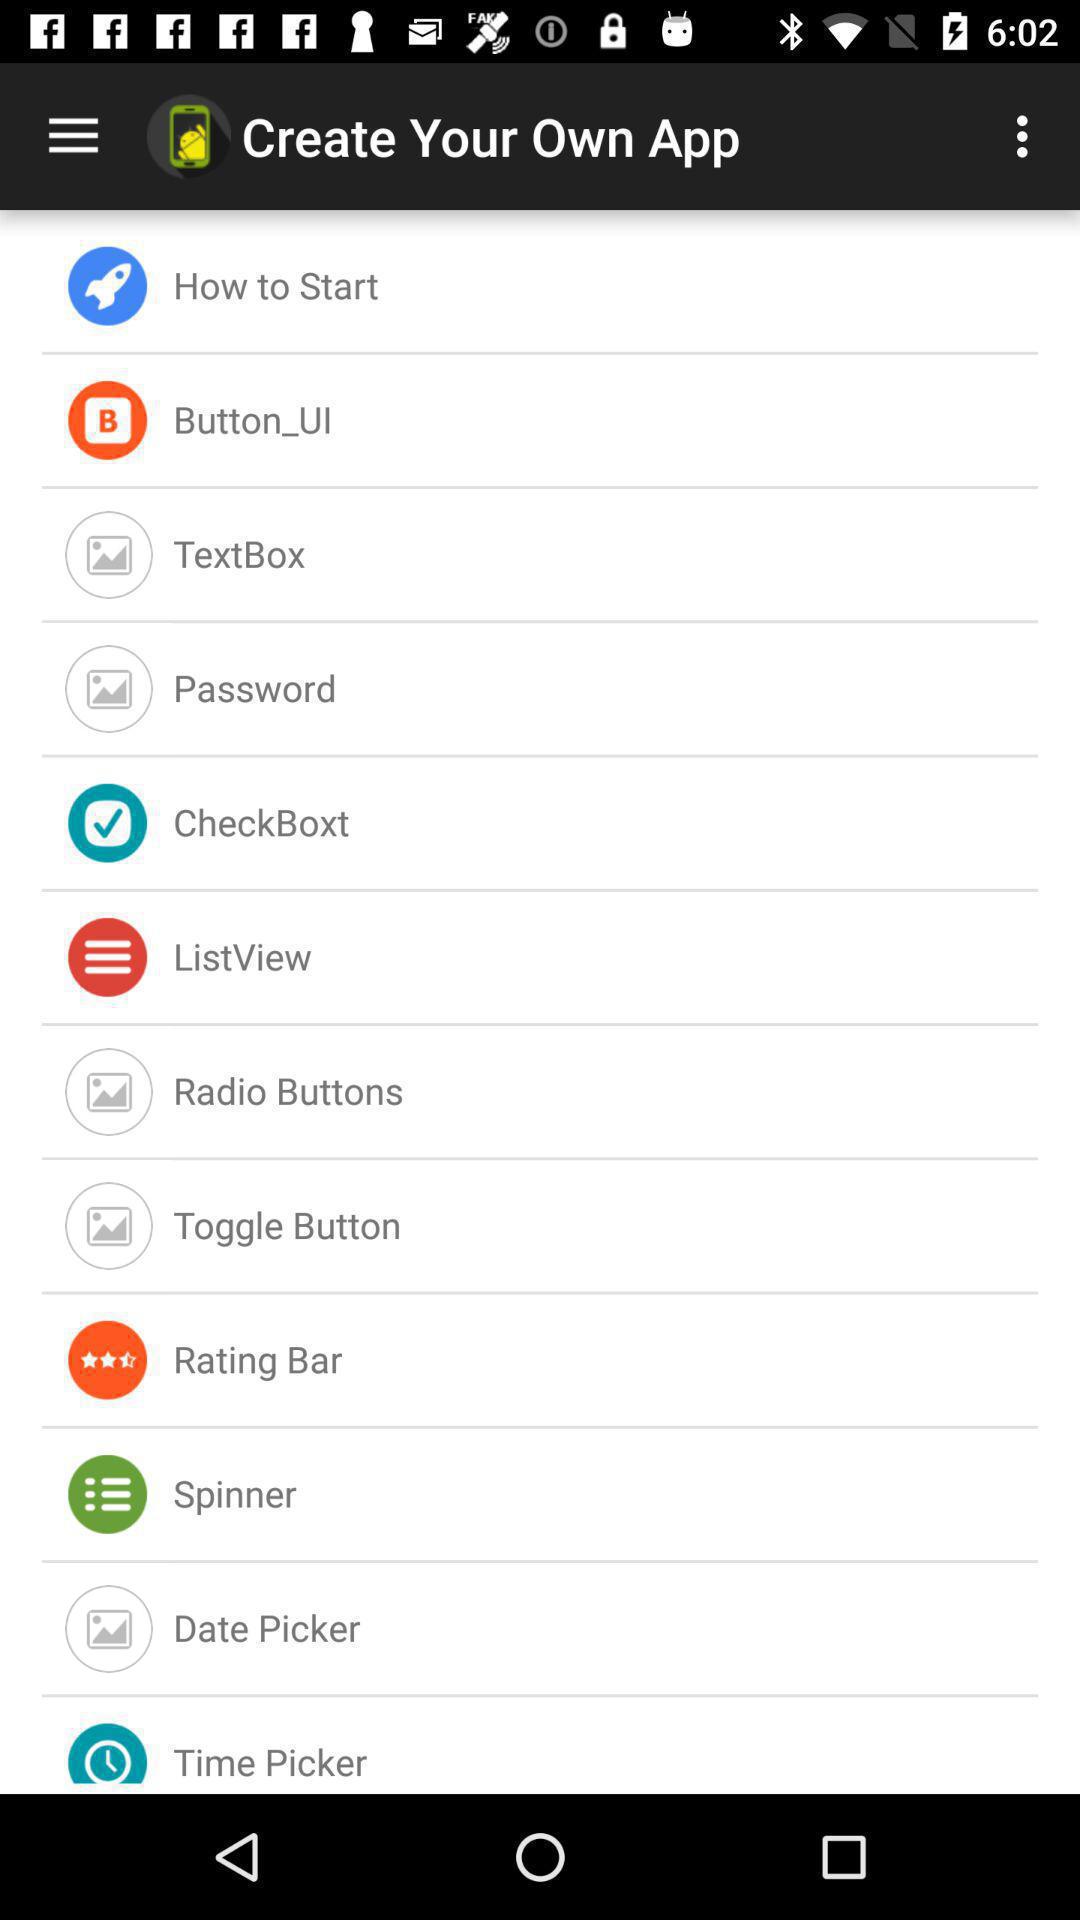 FAKE
6:02
Create Your Own App
How to Start
B
Button_UI
TextBox
Password
CheckBoxt
ListView
Radio Buttons
Toggle Button
Rating Bar
Spinner
Date Picker
Time Picker